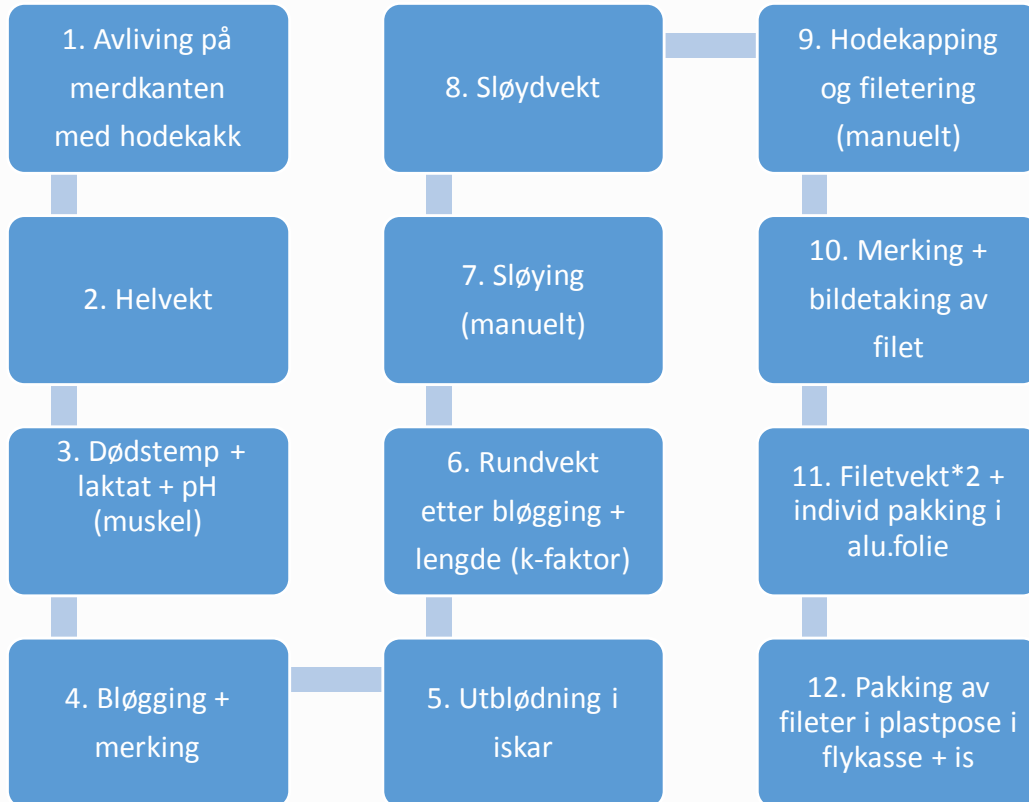 1. Avliving på
merdkanten
med hodekakk
2. Helvekt
3. Dødstemp +
laktat + pH
(muskel)
4. Bløgging +
merking
5. Utblødning i
iskar
6. Rundvekt
etter bløgging +
lengde (k-faktor)
7. Sløying
(manuelt)
8. Sløydvekt
9. Hodekapping
og filetering
(manuelt)
10. Merking +
bildetaking av
filet
11. Filetvekt*2 +
individ pakking i
alu.folie
12. Pakking av
fileter i plastpose i
flykasse + is